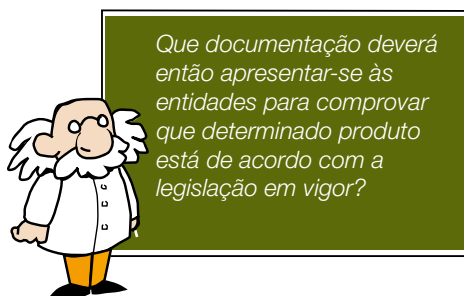 Que documentação deverá
então apresentar-se às
entidades para comprovar
que determinado produto
está de acordo com a
legislação em vigor?